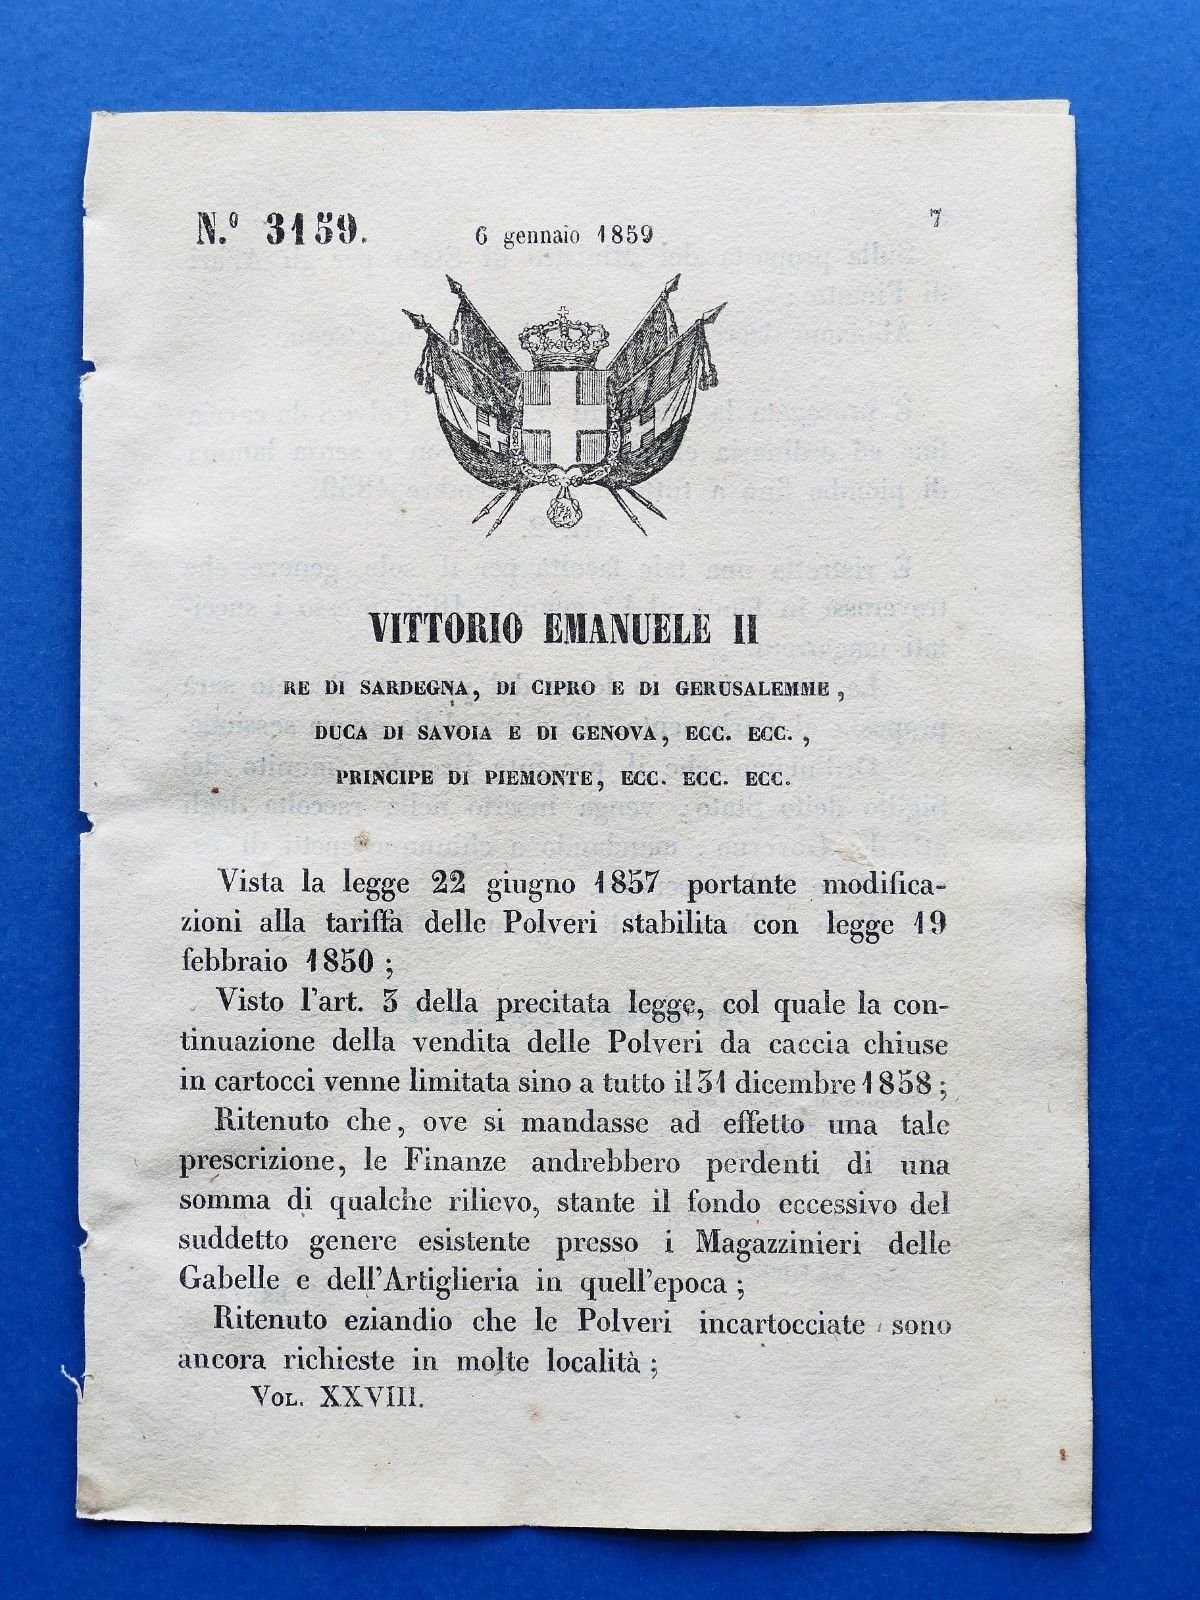 N.º 3159.
6 gennaio 1859
7
VITTORIO EMANUELE II
RE DI SARDEGNA, DI CIPRO E DI GERUSALEMME,
DUCA DI SAVOIA E DI GENOVA, ECC. ECC.,
PRINCIPE DI PIEMONTE, ECC. ECC. ECC.
Vista la legge 22 giugno 1857 portante modifica-
zioni alla tariffa delle Polveri stabilita con legge 19
febbraio 1850;
Visto l'art. 3 della precitata legge, col quale la con-
tinuazione della vendita delle Polveri da caccia chiuse
in cartocci venne limitata sino a tutto il 31 dicembre 1858;
Ritenuto che, ove si mandasse ad effetto una tale
prescrizione, le Finanze andrebbero perdenti di una
somma di qualche rilievo, stante il fondo eccessivo del
suddetto genere esistente presso i Magazzinieri delle
Gabelle e dell'Artiglieria in quell'epoca;
Ritenuto eziandio che le Polveri incartocciate sono
ancora richieste in molte località;
VOL. XXVIII.